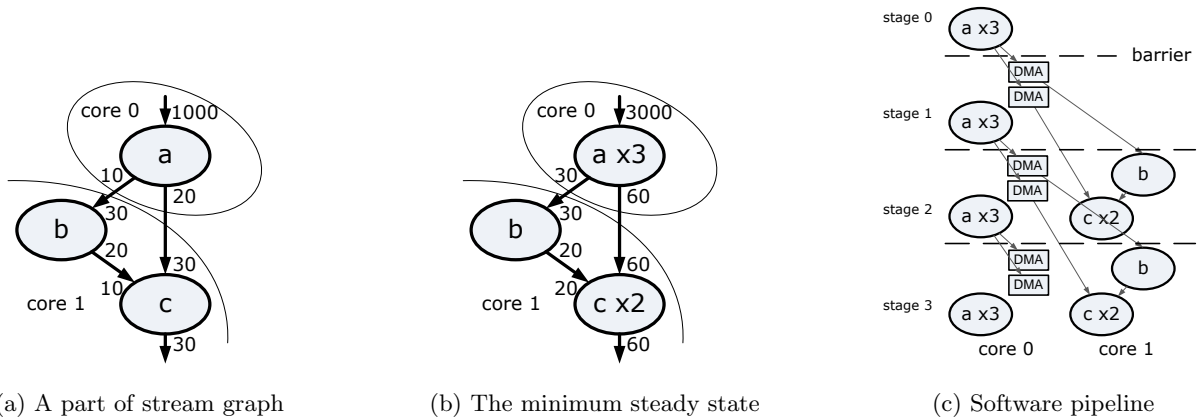 core 0
1000
a
10
20
30
b
20
30
10
core 1
c
30
(a) A part of stream graph
core 0
3000
a x3
30
60
30
b
20
60
20
core 1
c x2
60
(b) The minimum steady state
stage 0
a x3
barrier
DMA
DMA
stage 1
a x3
DMA
b
DMA
stage 2
a x3
c x2
DMA
b
DMA
stage 3
a x3
c x2
core 0
core 1
(c) Software pipeline